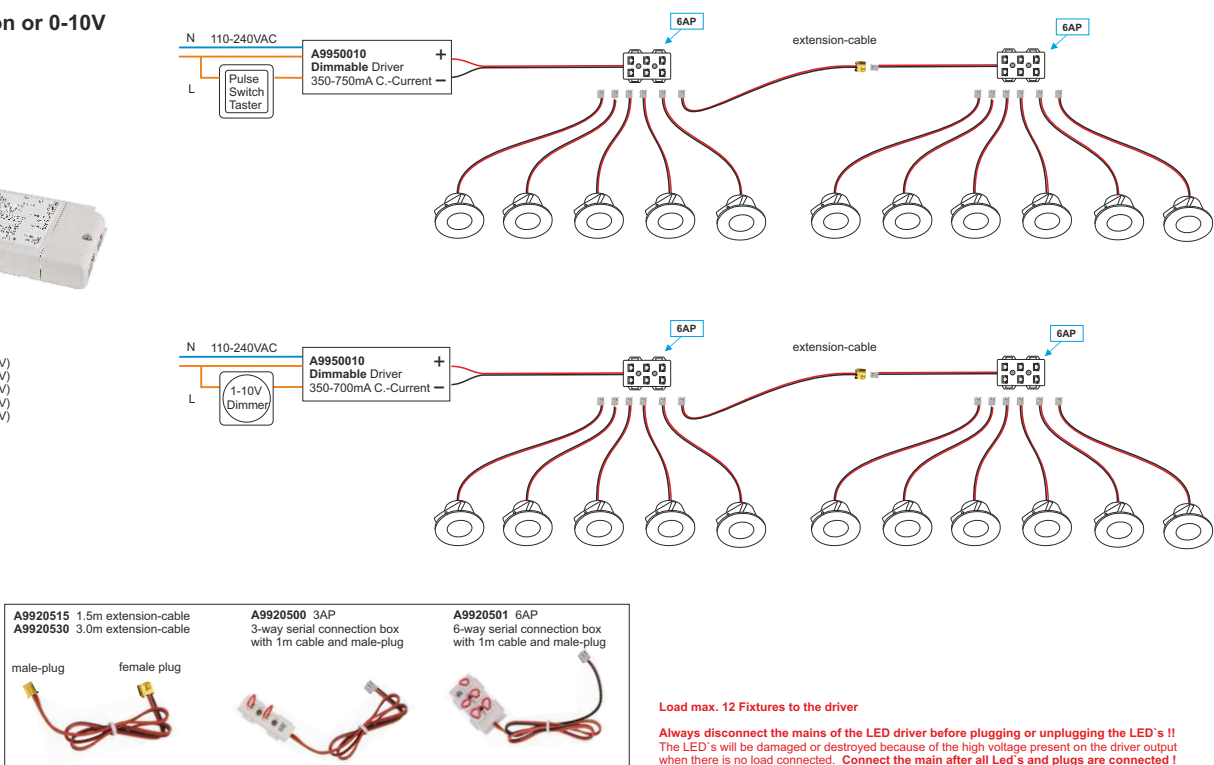 on or 0-10V
N 110-240VAC
L
Pulse
Switch
Taster
A9950010
Dimmable Driver
350-750mA C.-Current
+
−
6AP
extension-cable
6AP
V)
V)
V)
V)
V)
N 110-240VAC
L
1-10V
Dimmer
A9950010
Dimmable Driver
350-700mA C.-Current
+
−
6AP
extension-cable
6AP
A9920515 1.5m extension-cable
A9920530 3.0m extension-cable
male-plug female plug
A9920500 3AP
3-way serial connection box
with 1m cable and male-plug
A9920501 6AP
6-way serial connection box
with 1m cable and male-plug
Load max. 12 Fixtures to the driver
Always disconnect the mains of the LED driver before plugging or unplugging the LED`s !!
The LED`s will be damaged or destroyed because of the high voltage present on the driver output
when there is no load connected. Connect the main after all Led`s and plugs are connected !